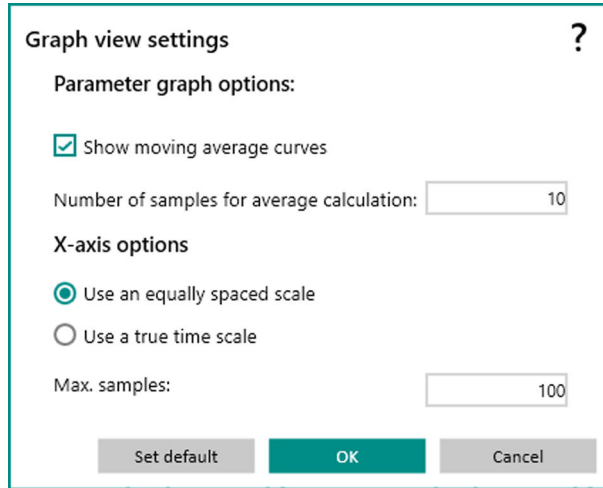 Graph view settings ?
Parameter graph options:
Show moving average curves
Number of samples for average calculation: 10
X-axis options
Use an equally spaced scale
Use a true time scale
Max. samples: 100
Set default OK Cancel